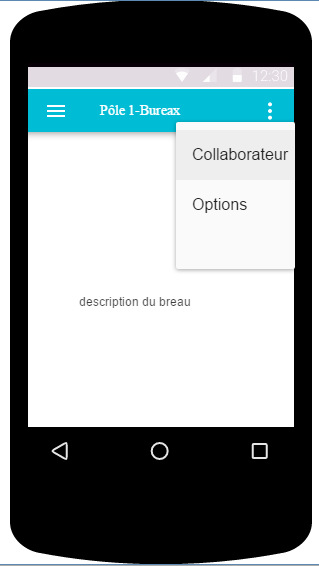 12:30
Pôle 1-Bureax
Collaborateur
Options
description du breau